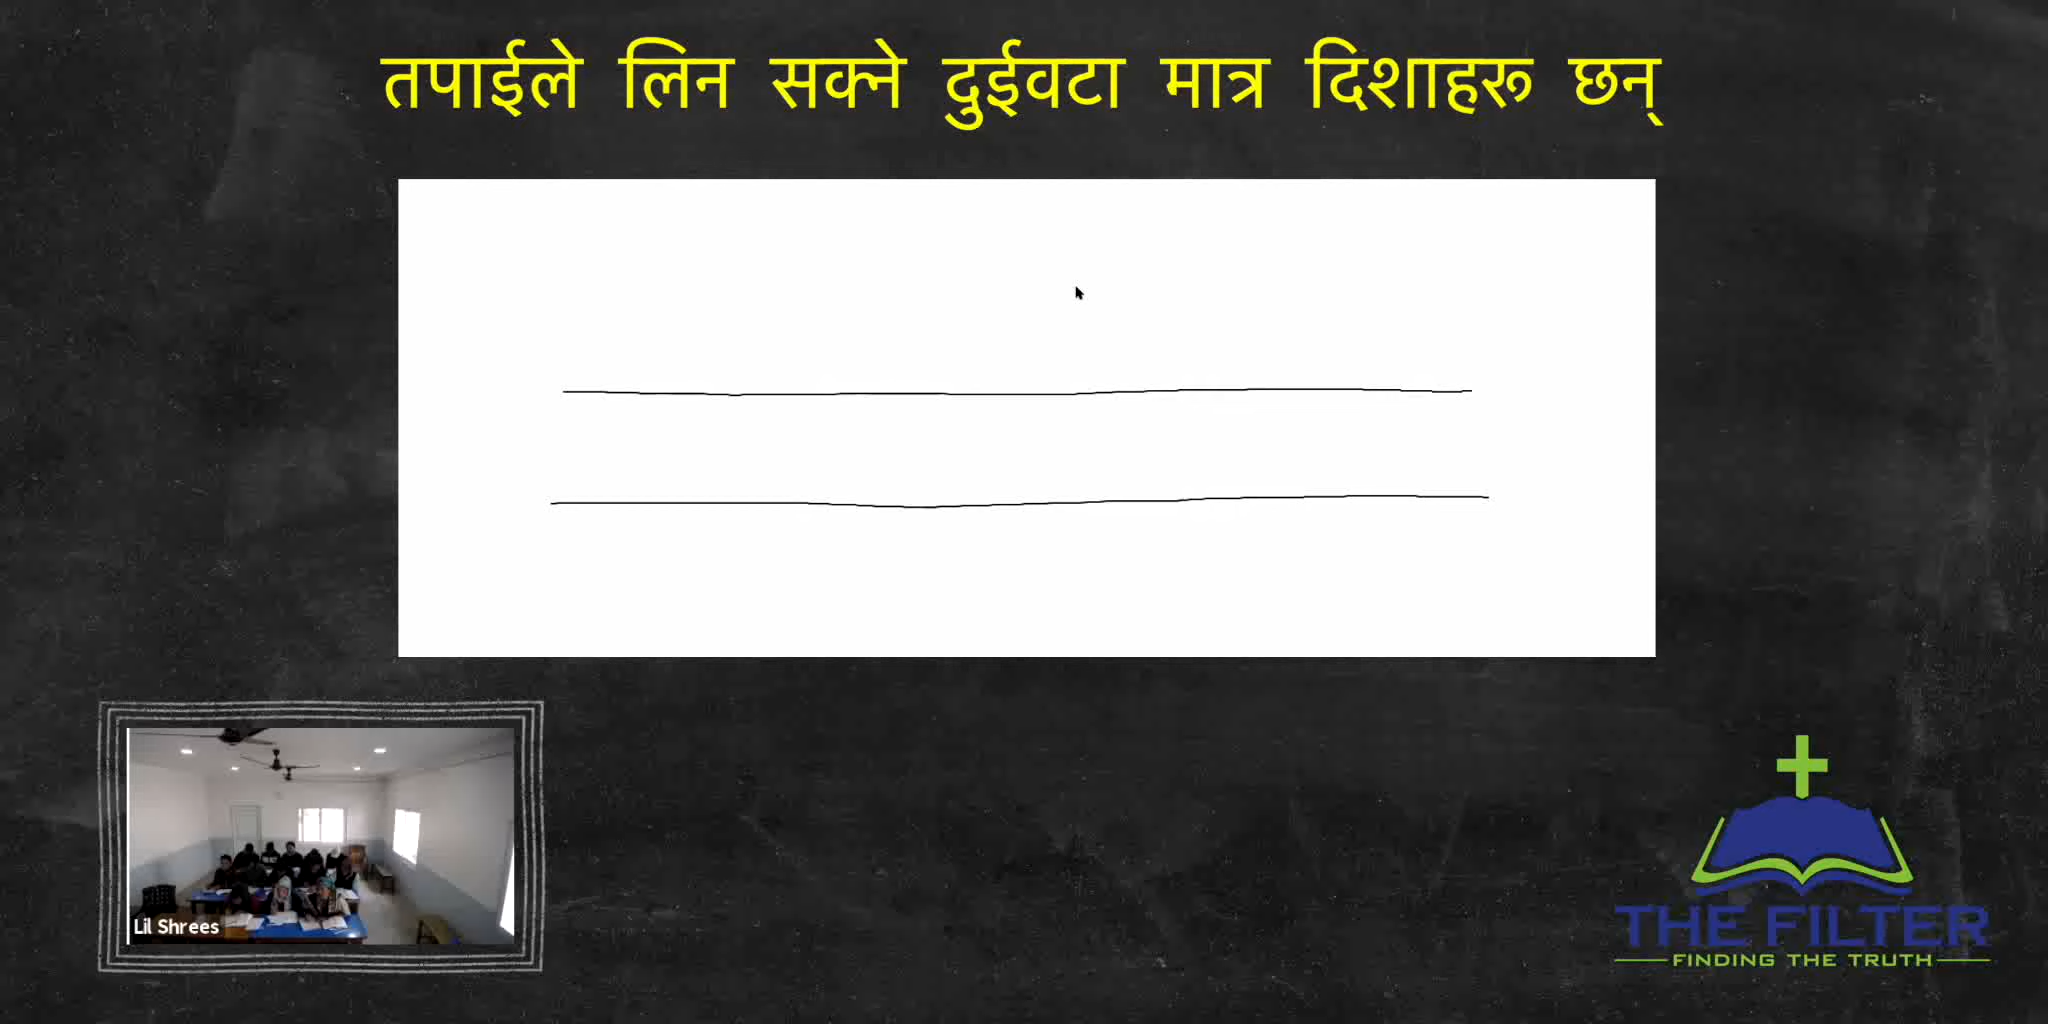 तपाईले लिन सक्ने दुईवटा मात्र दिशाहरू छन्
Lil Shrees
THE FILTER
FINDING THE TRUTH